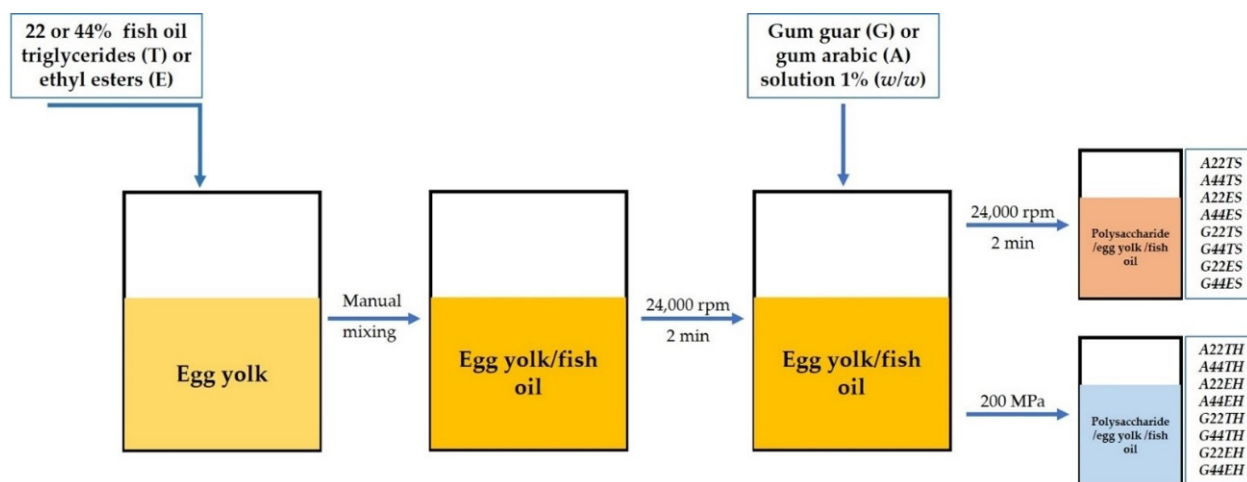 22 or 44% fish oil
triglycerides (T) or
ethyl esters (E)
Gum guar (G) or
gum arabic (A)
solution 1% (w/w)
Egg yolk
Manual
mixing
Egg yolk/fish
oil
24,000 rpm
2 min
Egg yolk/fish
oil
24,000 rpm
2 min
Polysaccharide
/egg yolk /fish
oil
A22TS
A44TS
A22ES
A44ES
G22TS
G44TS
G22ES
G44ES
200 MPa
Polysaccharide
/egg yolk /fish
oil
A22TH
A44TH
A22EH
A44EH
G22TH
G44TH
G22EH
G44EH